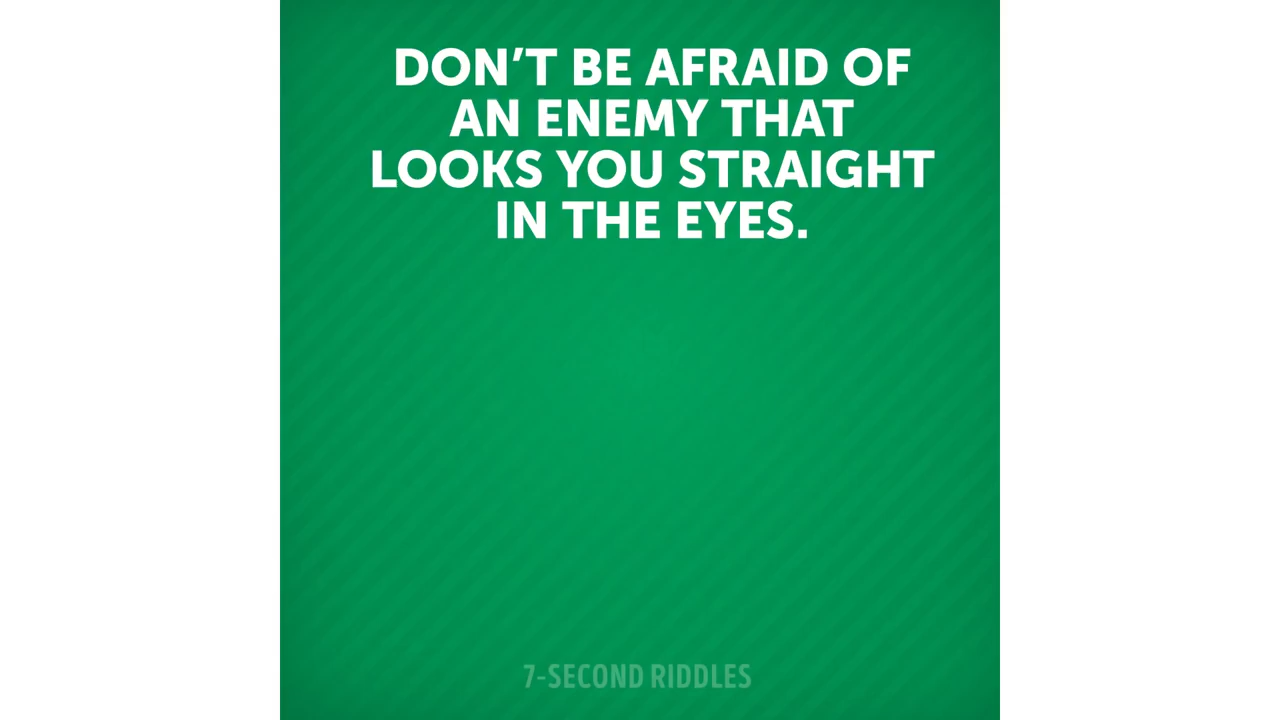 DON'T BE AFRAID OF
AN ENEMY THAT
LOOKS YOU STRAIGHT
IN THE EYES.
7-SECOND RIDDLES